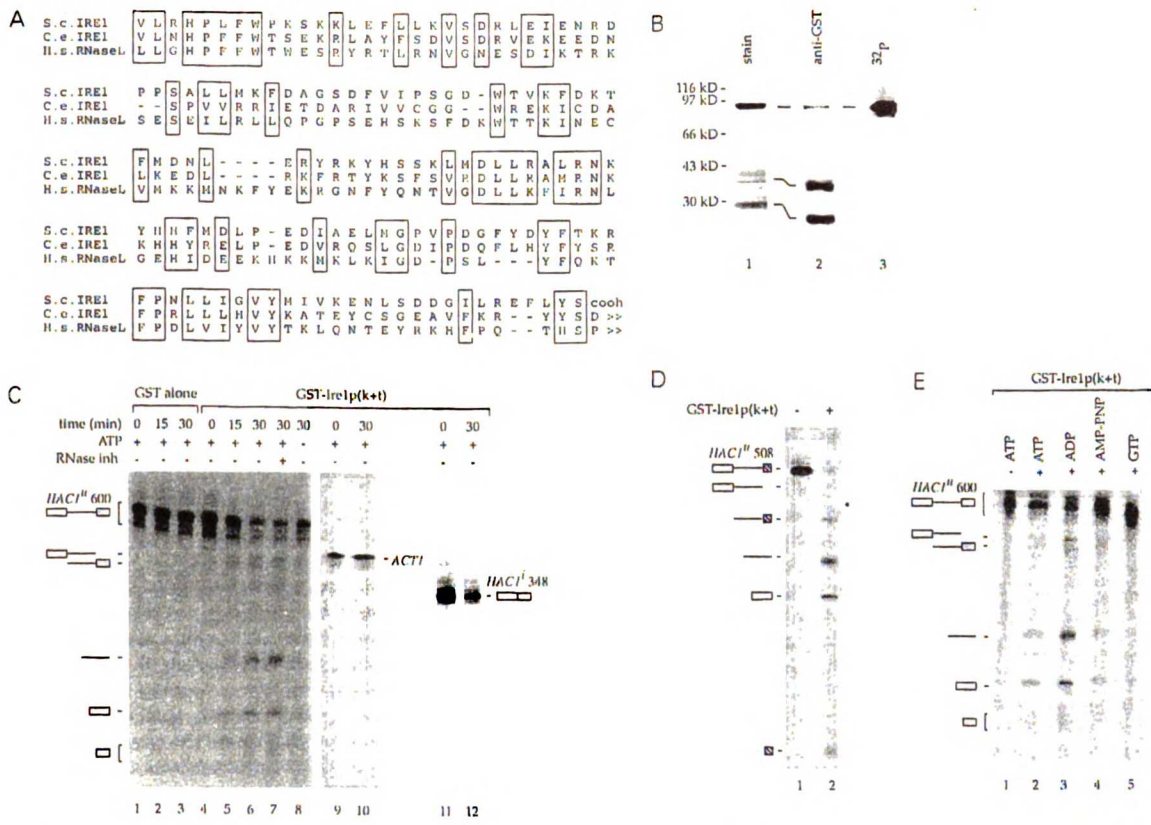 A
S.c.IRE1 V L R H P L F W P K S K K L E F L L K V S D R L E I E N R D
C.e.IRE1 V L N H P F F W T S E K R L A Y F S D V S D R V E K E E D N
H.s.RNaseL L L G H P F F W T W E S R Y R T L R N V G N E S D I K T R K
S.c.IRE1 P P S A L L M K F D A G S D F V I P S G D - W T V K F D K T
C.e.IRE1 - - S P V V R R I E T D A R I V V C G G - - W R E K I C D A
H.s.RNaseL S E S E I L R L L Q P G P S E H S K S F D K W T T K I N E C
S.c.IRE1 F M D N L - - - - E R Y R K Y H S S K L M D L L R A L R N K
C.e.IRE1 L K E D L - - - - R K F R T Y K S F S V R D L L R A M R N K
H.s.RNaseL V M K K M N K F Y E K R G N F Y Q N T V G D L L K F I R N L
S.c.IRE1 Y H H F M D L P - E D I A E L M G P V P D G F Y D Y F T K R
C.e.IRE1 K H H Y R E L P - E D V R Q S L G D I P D Q F L H Y F Y S R
H.s.RNaseL G E H I D E E K H K K M K L K I G D - P S L - - - Y F Q K T
S.c.IRE1 F P N L L I G V Y M I V K E N L S D D G I L R E F L Y S cooh
C.e.IRE1 F P R L L L H V Y K A T E Y C S G E A V F K R - - Y Y S D >>
H.s.RNaseL F P D L V I Y V Y T K L Q N T E Y R K H F P Q - - T H S P >>
B
stain anti-GST 32P
116 kD -
97 kD -
66 kD -
43 kD -
30 kD -
1 2 3
C
GST alone GST-Ire1p(k+t)
time (min) 0 15 30 0 15 30 30 30 0 30 0 30
ATP + + + + + + + - + + + +
RNase inh - - - - - - + - - - - -
HAC1u 600
ACT1
HAC1i 348
1 2 3 4 5 6 7 8 9 10 11 12
D
GST-Ire1p(k+t) - +
HAC1u 508
1 2
E
GST-Ire1p(k+t)
- ATP + ATP + ADP + AMP-PNP + GTP
HAC1u 600
1 2 3 4 5